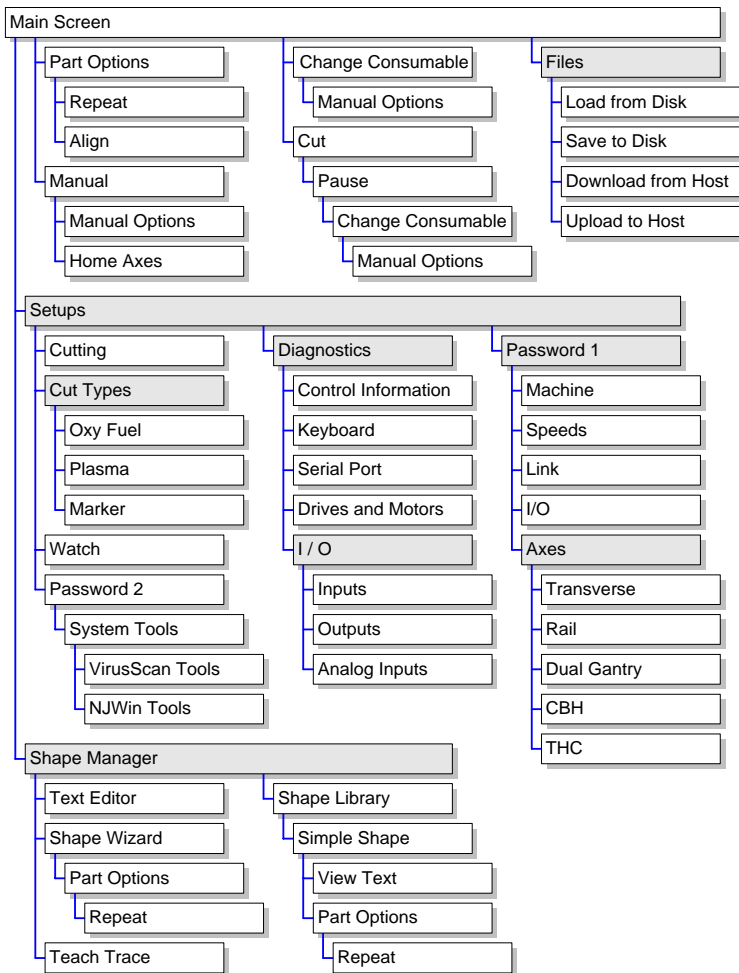 Main Screen
Part Options
Repeat
Align
Manual
Manual Options
Home Axes
Change Consumable
Manual Options
Cut
Pause
Change Consumable
Manual Options
Files
Load from Disk
Save to Disk
Download from Host
Upload to Host
Setups
Cutting
Cut Types
Oxy Fuel
Plasma
Marker
Watch
Password 2
System Tools
VirusScan Tools
NJWin Tools
Diagnostics
Control Information
Keyboard
Serial Port
Drives and Motors
I / O
Inputs
Outputs
Analog Inputs
Password 1
Machine
Speeds
Link
I/O
Axes
Transverse
Rail
Dual Gantry
CBH
THC
Shape Manager
Text Editor
Shape Wizard
Part Options
Repeat
Teach Trace
Shape Library
Simple Shape
View Text
Part Options
Repeat